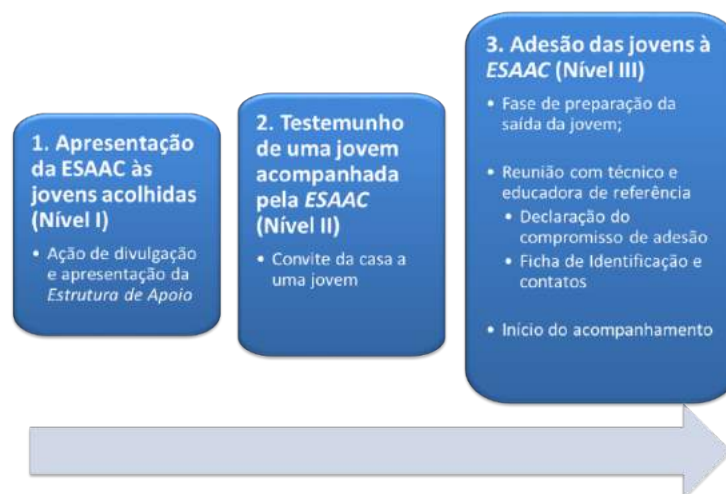 1. Apresentação
da ESAAC às
jovens acolhidas
(Nível I)
• Ação de divulgação
e apresentação da
Estrutura de Apoio
2. Testemunho
de uma jovem
acompanhada
pela ESAAC
(Nível II)
• Convite da casa a
uma jovem
3. Adesão das jovens à
ESAAC (Nível III)
• Fase de preparação da
saída da jovem;
• Reunião com técnico e
educadora de referência
• Declaração do
compromisso de adesão
• Ficha de Identificação e
contatos
• Início do acompanhamento